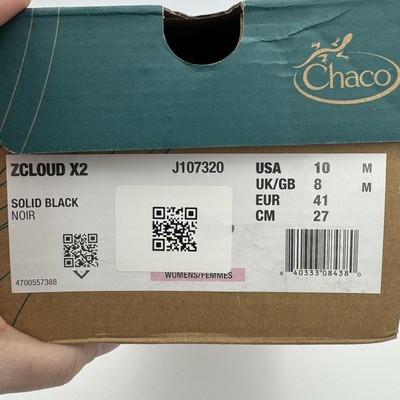 Chaco
ZCLOUD X2 J107320
SOLID BLACK
NOIR
USA 10 M
UK/GB 8 M
EUR 41
CM 27
4700557388
WOMENS/FEMMES
8 40333 08438 0